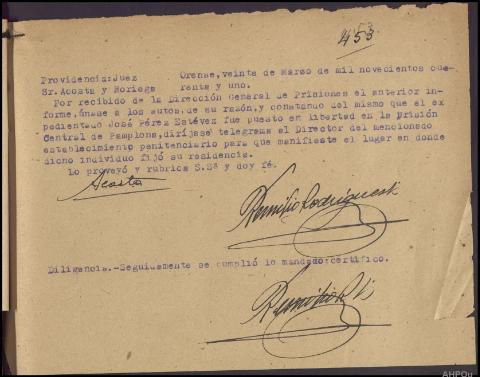 453
Providencia: Juez Orense, veinte de Marzo de mil novecientos cua-
Sr. Acosta y Noriega renta y uno.
Por recibido de la Dirección General de Prisiones el anterior in-
forme, únase a los autos de su razón, y constando del mismo que el ex
pedientado José Pérez Estévez fue puesto en libertad en la prisión
Central de Pamplona, diríjase telegrama al Director del mencionado
establecimiento penitenciario para que manifieste el lugar en donde
dicho individuo fijó su residencia.
Lo proveyó y rubrica S.Sª y doy fé.
Acosta
Remisio Rodríguez
Diligencia.-Seguidamente se cumplió lo mandado:certifico.
AHPOu